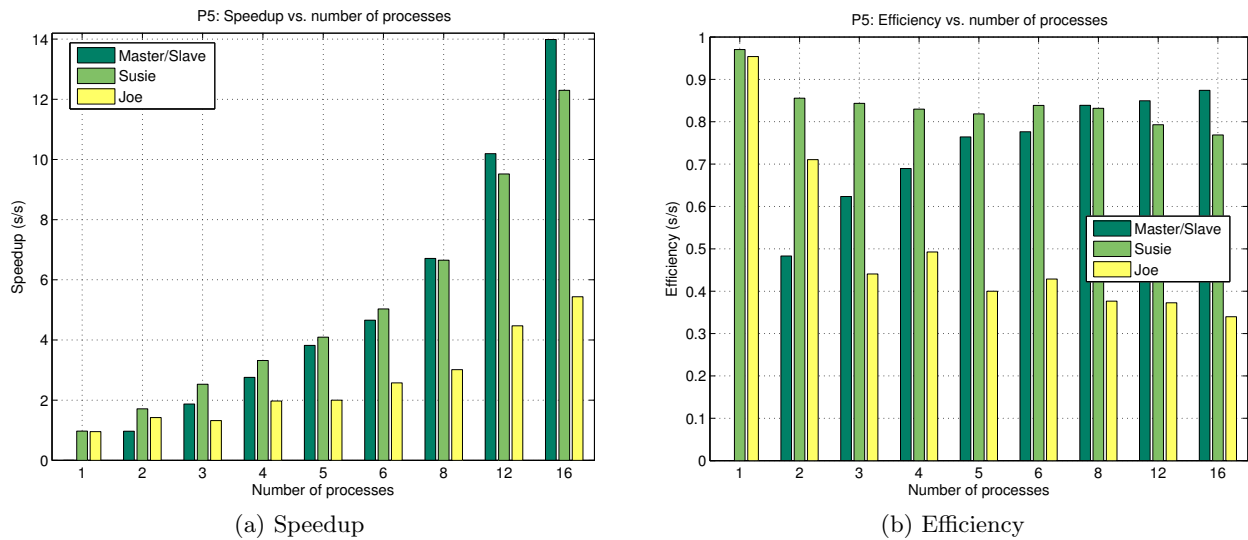 P5: Speedup vs. number of processes
14
12
10
8
6
4
2
0
Speedup (s/s)
Master/Slave
Susie
Joe
1 2 3 4 5 6 8 12 16
Number of processes
(a) Speedup
P5: Efficiency vs. number of processes
1
0.9
0.8
0.7
0.6
0.5
0.4
0.3
0.2
0.1
0
Efficiency (s/s)
Master/Slave
Susie
Joe
1 2 3 4 5 6 8 12 16
Number of processes
(b) Efficiency